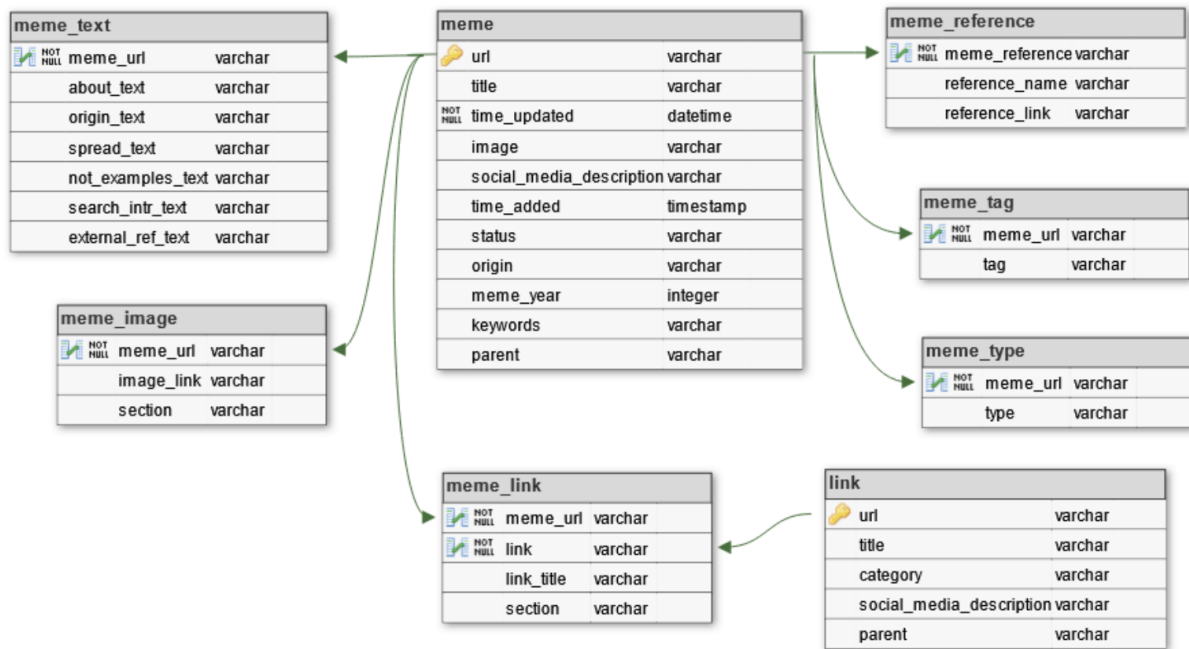 meme_text
NOT NULL meme_url varchar
about_text varchar
origin_text varchar
spread_text varchar
not_examples_text varchar
search_intr_text varchar
external_ref_text varchar
meme
url varchar
title varchar
NOT NULL time_updated datetime
image varchar
social_media_description varchar
time_added timestamp
status varchar
origin varchar
meme_year integer
keywords varchar
parent varchar
meme_reference
NOT NULL meme_reference varchar
reference_name varchar
reference_link varchar
meme_tag
NOT NULL meme_url varchar
tag varchar
meme_image
NOT NULL meme_url varchar
image_link varchar
section varchar
meme_type
NOT NULL meme_url varchar
type varchar
meme_link
NOT NULL meme_url varchar
NOT NULL link varchar
link_title varchar
section varchar
link
url varchar
title varchar
category varchar
social_media_description varchar
parent varchar